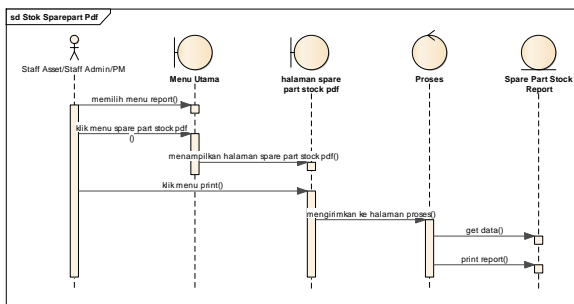 sd Stok Sparepart Pdf
Staff Asset/Staff Admin/PM
Menu Utama
halaman spare
part stock pdf
Proses
Spare Part Stock
Report
memilih menu report()
klik menu spare part stock pdf
()
menampilkan halaman spare part stock pdf()
klik menu print()
mengirimkan ke halaman proses()
get data()
print report()